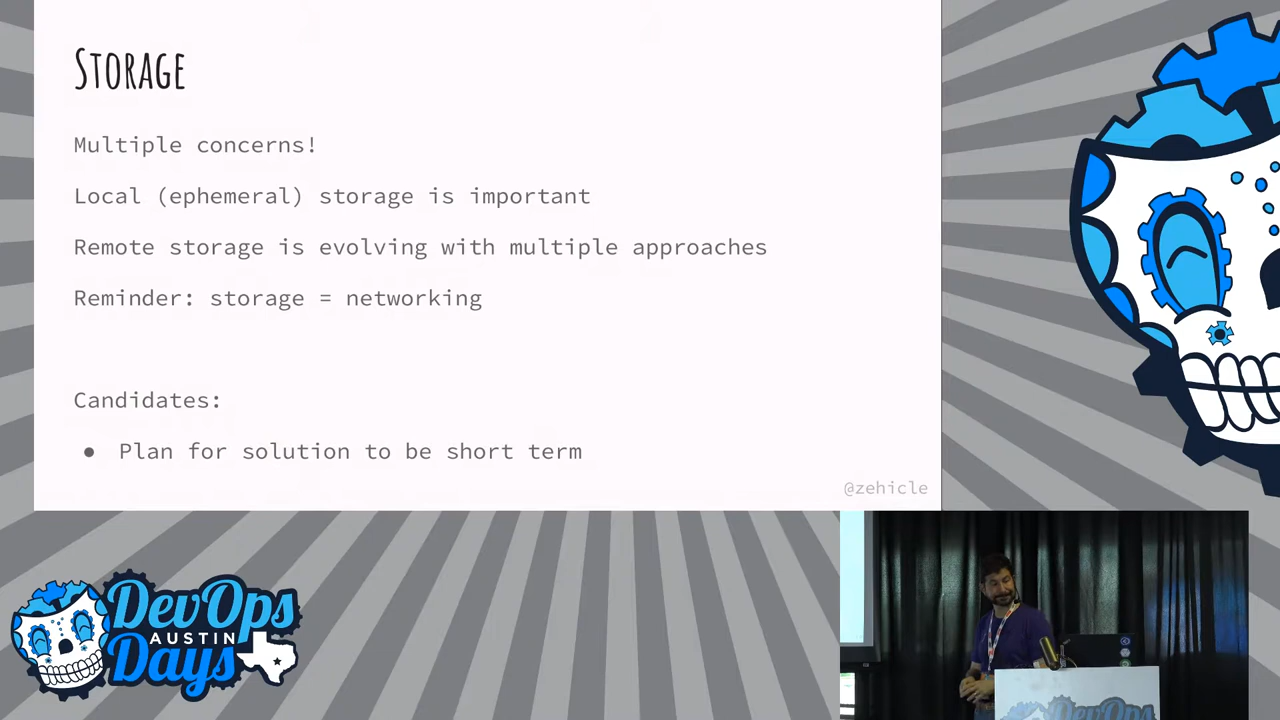 STORAGE
Multiple concerns!
Local (ephemeral) storage is important
Remote storage is evolving with multiple approaches
Reminder: storage = networking
Candidates:
● Plan for solution to be short term
@zehicle
DevOps
AUSTIN
Days
DevOps